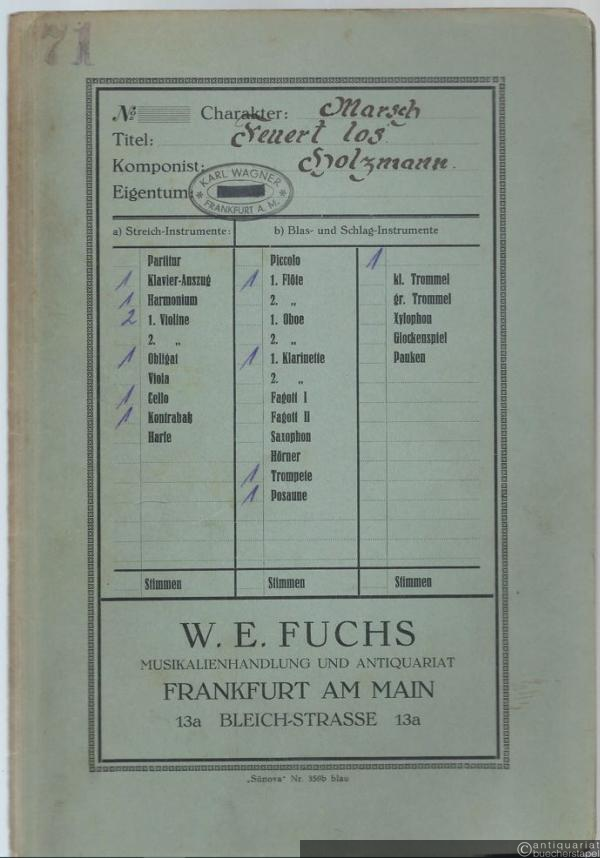 71
№ Charakter: Marsch
Titel: Feuert los
Komponist: Holzmann.
Eigentum:
KARL WAGNER
* *
FRANKFURT A. M.
a) Streich-Instrumente:
Partitur
1 Klavier-Auszug
1 Harmonium
2 1. Violine
2. „
1 Obligat
Viola
1 Cello
1 Kontrabaß
Harfe
Stimmen
b) Blas- und Schlag-Instrumente
Piccolo
1 1. Flöte
2. „
1. Oboe
2. „
1 1. Klarinette
2. „
Fagott I
Fagott II
Saxophon
Hörner
1 Trompete
1 Posaune
Stimmen
1
kl. Trommel
gr. Trommel
Xylophon
Glockenspiel
Pauken
Stimmen
W. E. FUCHS
MUSIKALIENHANDLUNG UND ANTIQUARIAT
FRANKFURT AM MAIN
13a BLEICH-STRASSE 13a
„Sünova“ Nr. 356b blau
©antiquariat
buecherstapel